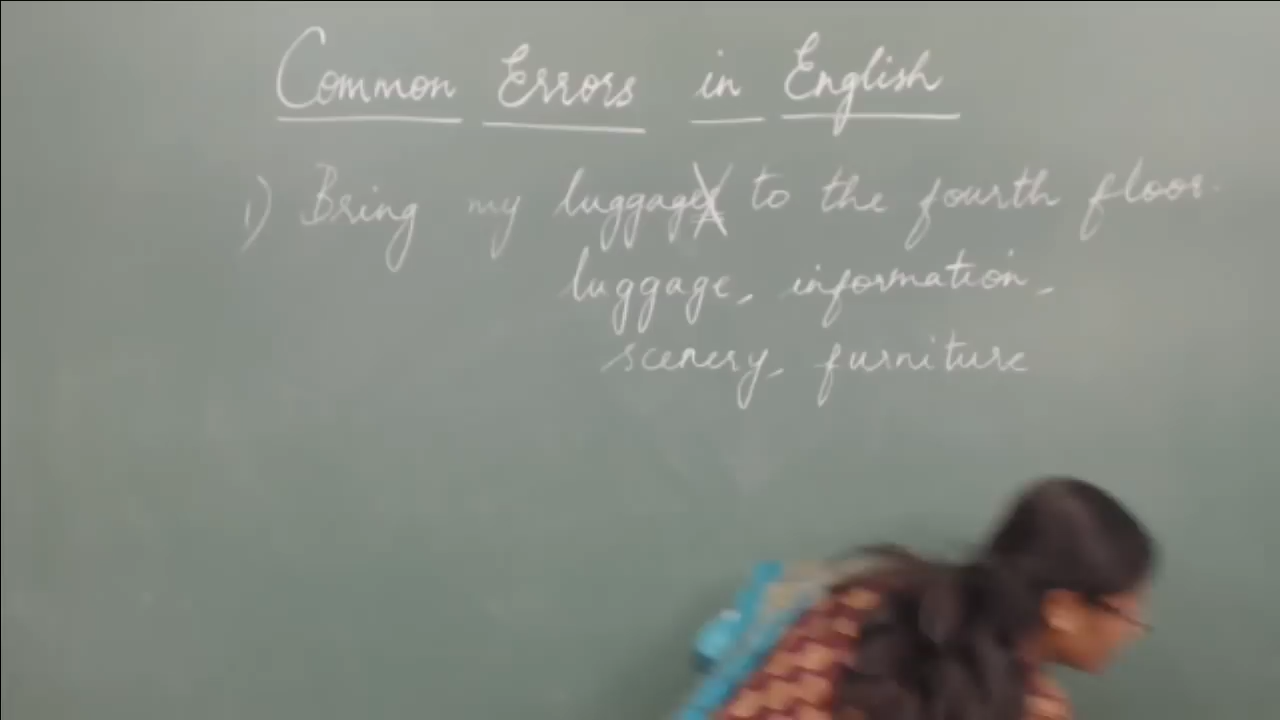 Common Errors in English
1) Bring my luggages to the fourth floor.
luggage, information,
scenery, furniture